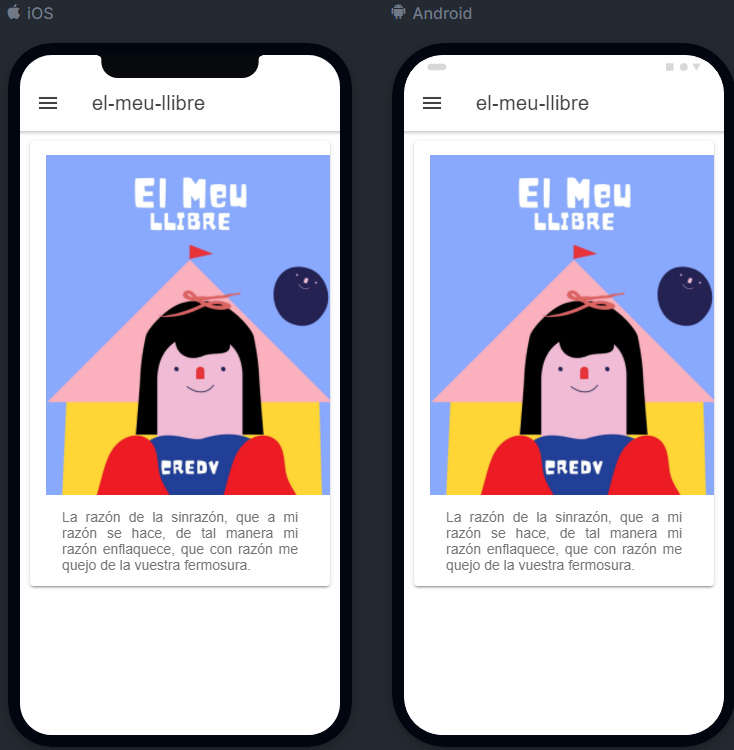 iOS
el-meu-llibre
El Meu
LLIBRE
CREDV
La razón de la sinrazón, que a mi
razón se hace, de tal manera mi
razón enflaquece, que con razón me
quejo de la vuestra fermosura.
Android
el-meu-llibre
El Meu
LLIBRE
CREDV
La razón de la sinrazón, que a mi
razón se hace, de tal manera mi
razón enflaquece, que con razón me
quejo de la vuestra fermosura.